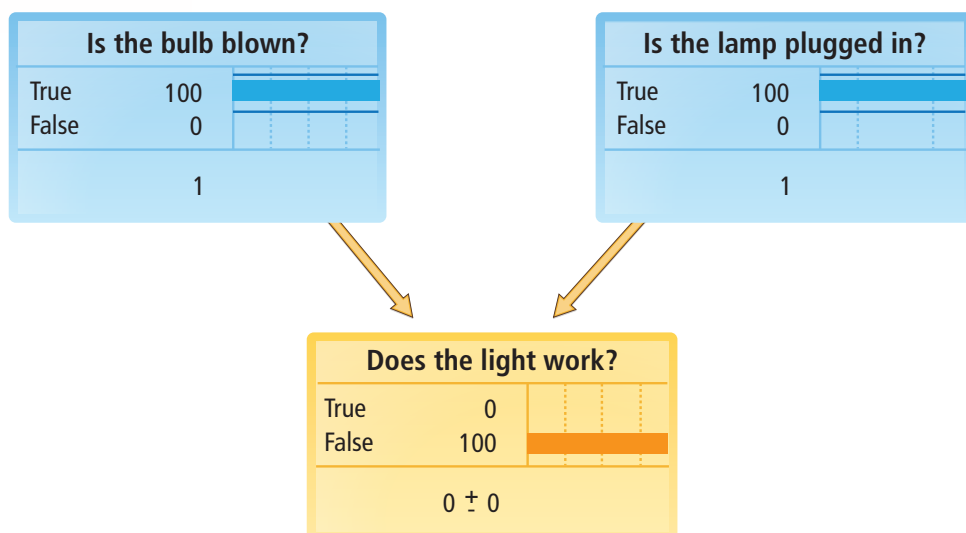 Is the bulb blown?
True 100
False 0
1
Is the lamp plugged in?
True 100
False 0
1
Does the light work?
True 0
False 100
0 ± 0